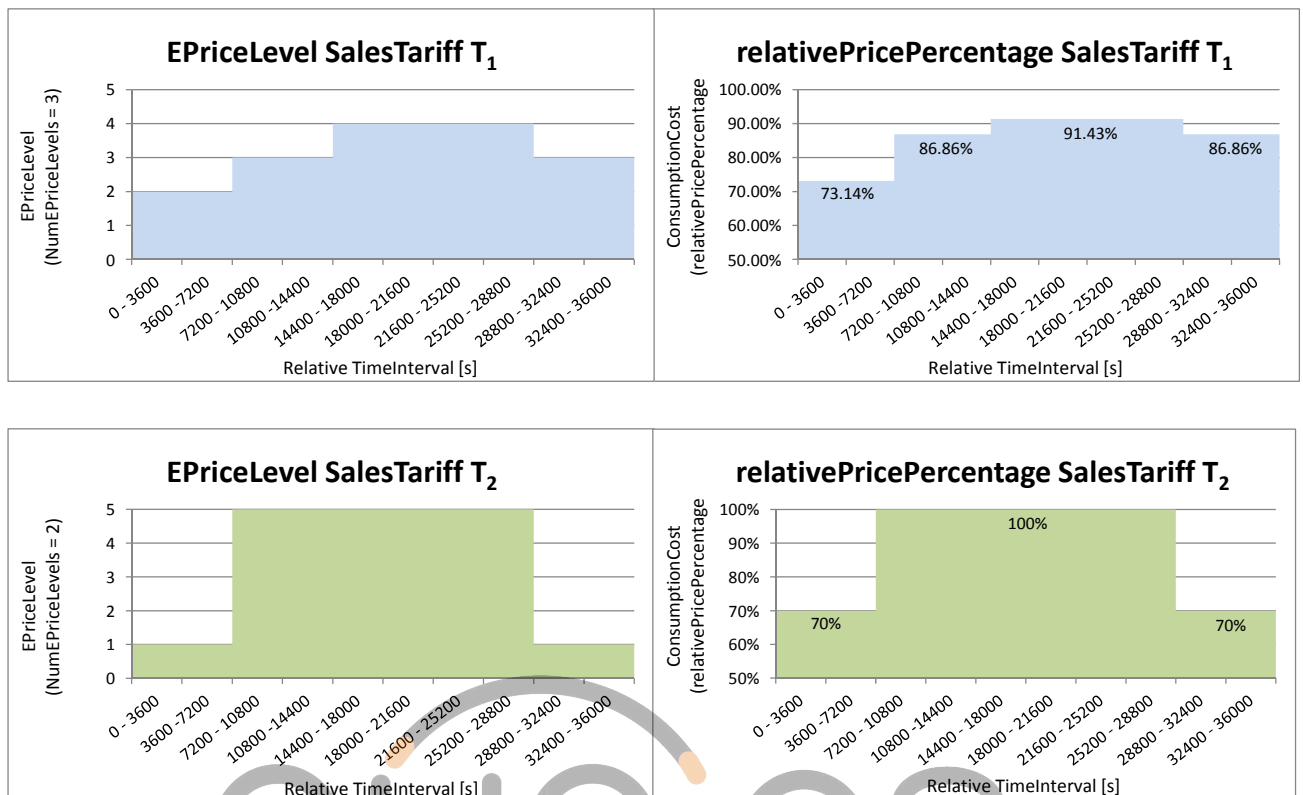 EPriceLevel SalesTariff T1
EPriceLevel
(NumEPriceLevels = 3)
5
4
3
2
1
0
0 - 3600
3600 -7200
7200 - 10800
10800 -14400
14400 - 18000
18000 - 21600
21600 - 25200
25200 - 28800
28800 - 32400
32400 - 36000
Relative TimeInterval [s]
relativePricePercentage SalesTariff T1
ConsumptionCost
(relativePricePercentage
100.00%
90.00%
80.00%
70.00%
60.00%
50.00%
73.14%
86.86%
91.43%
86.86%
0 - 3600
3600 -7200
7200 - 10800
10800 -14400
14400 - 18000
18000 - 21600
21600 - 25200
25200 - 28800
28800 - 32400
32400 - 36000
Relative TimeInterval [s]
EPriceLevel SalesTariff T2
EPriceLevel
(NumEPriceLevels = 2)
5
4
3
2
1
0
0 - 3600
3600 -7200
7200 - 10800
10800 -14400
14400 - 18000
18000 - 21600
21600 - 25200
25200 - 28800
28800 - 32400
32400 - 36000
Relative TimeInterval [s]
relativePricePercentage SalesTariff T2
ConsumptionCost
(relativePricePercentage
100%
90%
80%
70%
60%
50%
70%
100%
70%
0 - 3600
3600 -7200
7200 - 10800
10800 -14400
14400 - 18000
18000 - 21600
21600 - 25200
25200 - 28800
28800 - 32400
32400 - 36000
Relative TimeInterval [s]